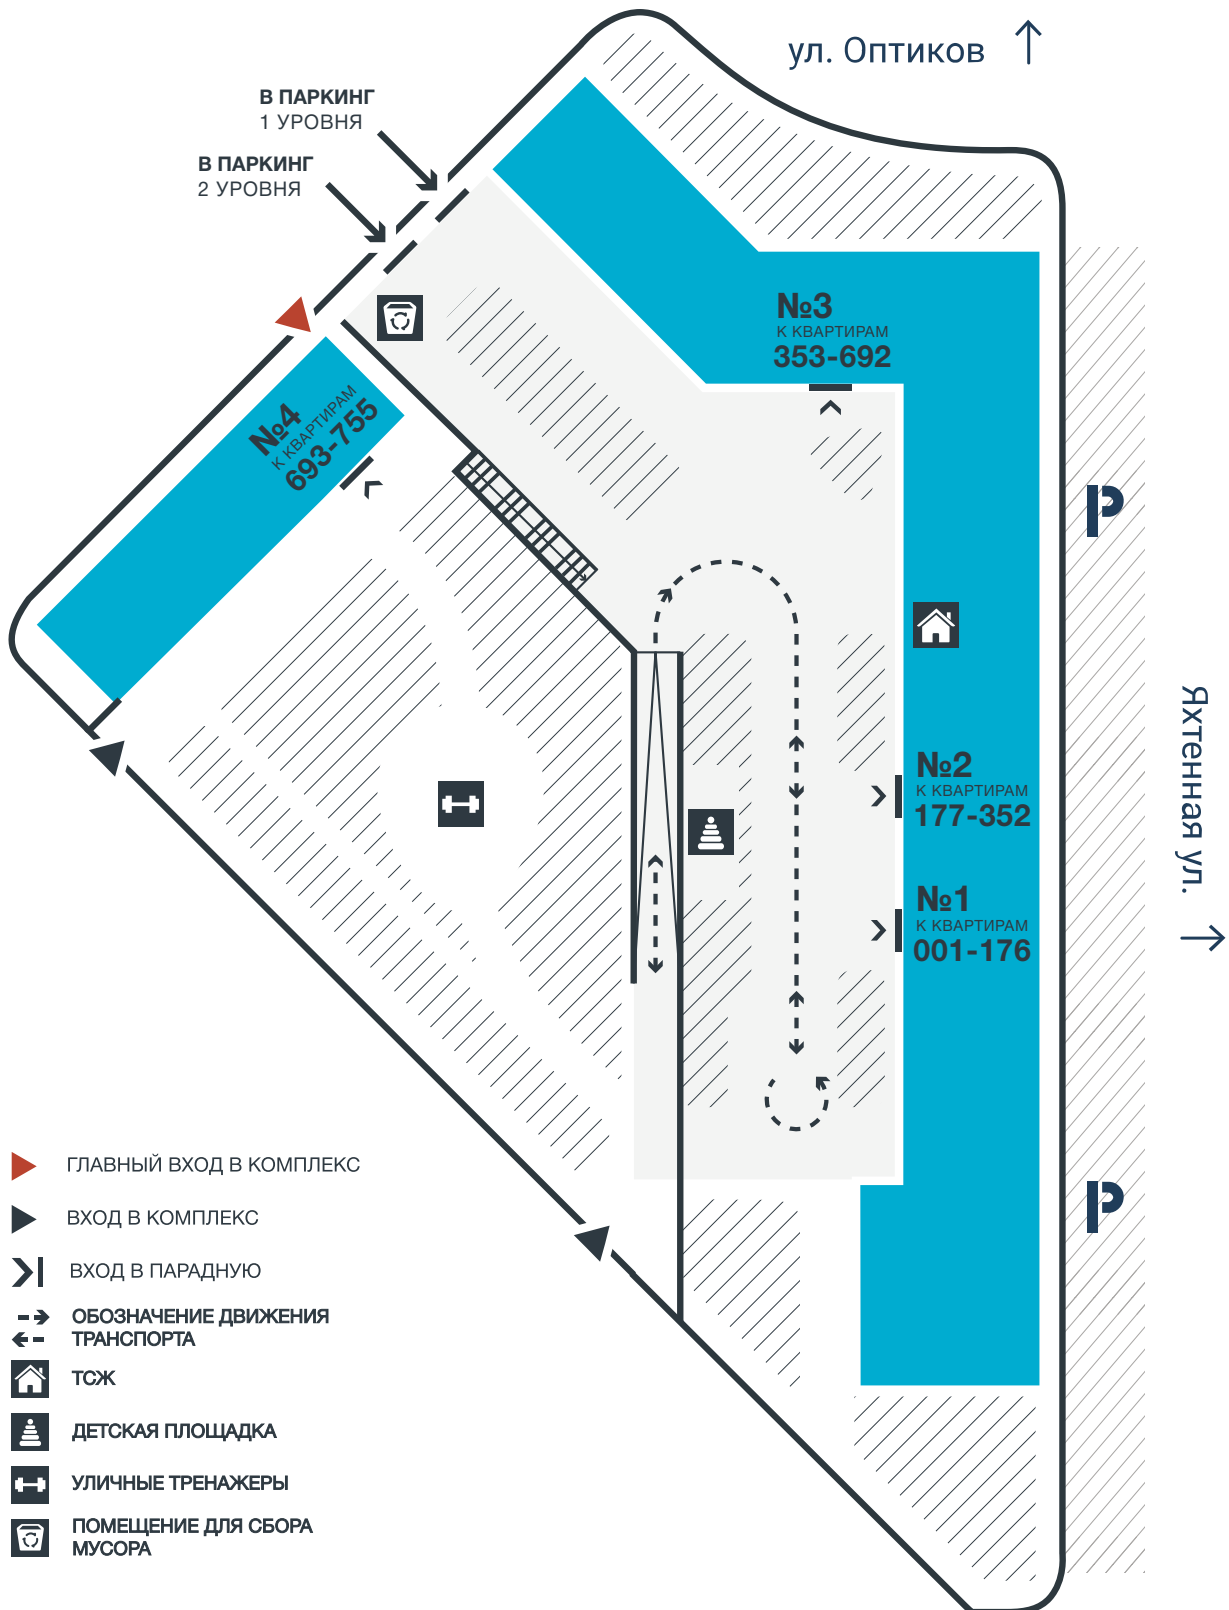 ул. Оптиков
В ПАРКИНГ
1 УРОВНЯ
В ПАРКИНГ
2 УРОВНЯ
№3
К КВАРТИРАМ
353-692
№4
К КВАРТИРАМ
693-755
P
№2
К КВАРТИРАМ
177-352
Яхтенная ул.
№1
К КВАРТИРАМ
001-176
P
ГЛАВНЫЙ ВХОД В КОМПЛЕКС
ВХОД В КОМПЛЕКС
ВХОД В ПАРАДНУЮ
ОБОЗНАЧЕНИЕ ДВИЖЕНИЯ
ТРАНСПОРТА
ТСЖ
ДЕТСКАЯ ПЛОЩАДКА
УЛИЧНЫЕ ТРЕНАЖЕРЫ
ПОМЕЩЕНИЕ ДЛЯ СБОРА
МУСОРА